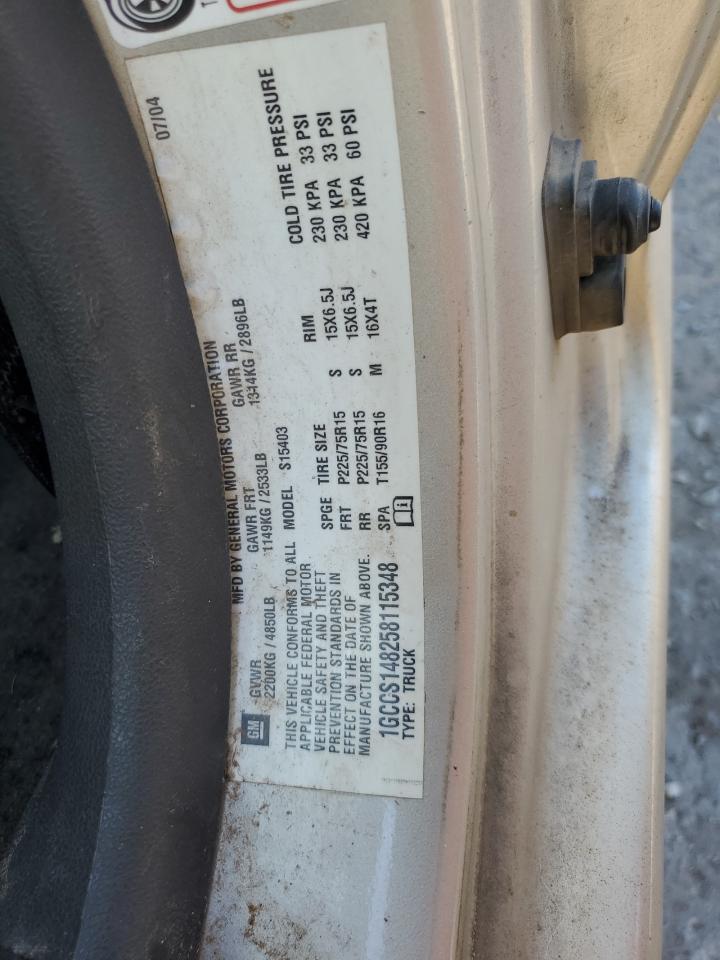 MFD BY GENERAL MOTORS CORPORATION 07/04
GM
GVWR GAWR FRT GAWR RR
2200KG / 4850LB 1149KG / 2533LB 1314KG / 2896LB
THIS VEHICLE CONFORMS TO ALL
APPLICABLE FEDERAL MOTOR
VEHICLE SAFETY AND THEFT
PREVENTION STANDARDS IN
EFFECT ON THE DATE OF
MANUFACTURE SHOWN ABOVE.
1GCCS148258115348
TYPE: TRUCK
MODEL S15403
SPGE TIRE SIZE RIM COLD TIRE PRESSURE
FRT P225/75R15 S 15X6.5J 230 KPA 33 PSI
RR P225/75R15 S 15X6.5J 230 KPA 33 PSI
SPA T155/90R16 M 16X4T 420 KPA 60 PSI